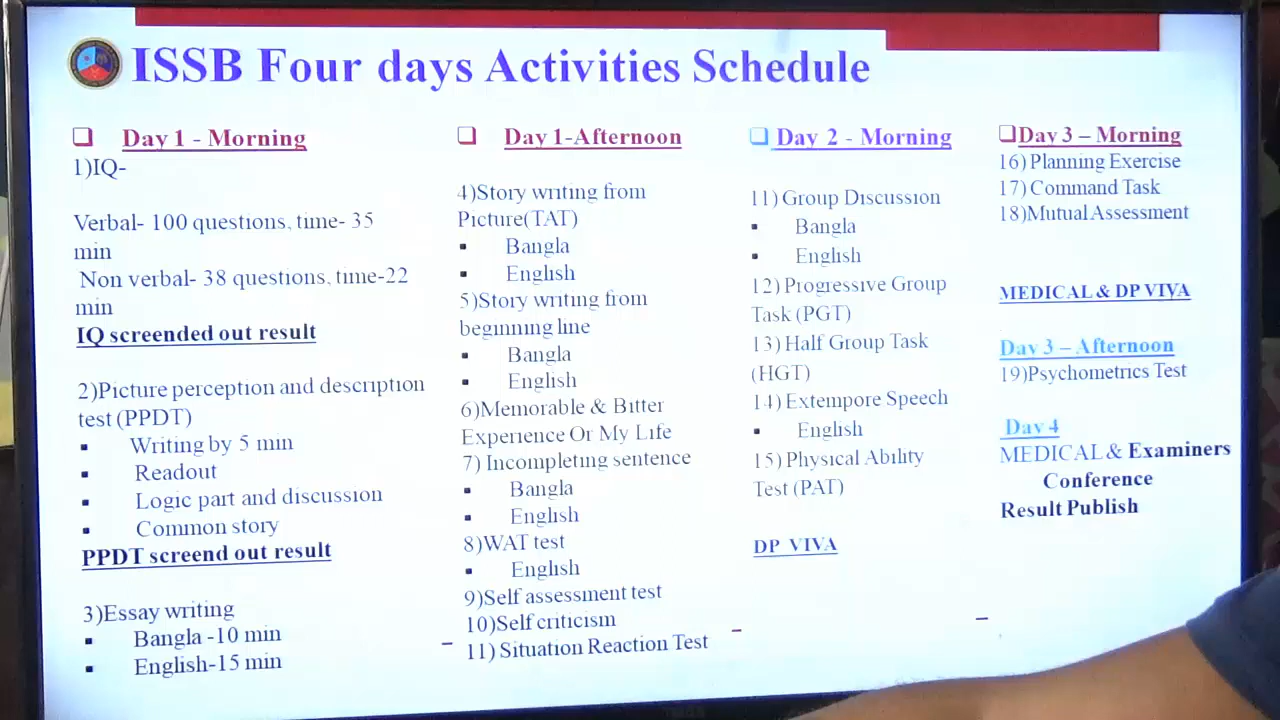 ISSB Four days Activities Schedule
Day 1 - Morning
1)IQ-
Verbal- 100 questions, time- 35
min
Non verbal- 38 questions, time-22
min
IQ screended out result
2)Picture perception and description
test (PPDT)
Writing by 5 min
Readout
Logic part and discussion
Common story
PPDT screend out result
3)Essay writing
Bangla -10 min
English-15 min
Day 1-Afternoon
4)Story writing from
Picture(TAT)
Bangla
English
5)Story writing from
beginning line
Bangla
English
6)Memorable & Bitter
Experience Or My Life
7) Incompleting sentence
Bangla
English
8)WAT test
English
9)Self assessment test
10)Self criticism
11) Situation Reaction Test
Day 2 - Morning
11) Group Discussion
Bangla
English
12) Progressive Group
Task (PGT)
13) Half Group Task
(HGT)
14) Extempore Speech
English
15) Physical Ability
Test (PAT)
DP VIVA
Day 3 – Morning
16) Planning Exercise
17) Command Task
18)Mutual Assessment
MEDICAL & DP VIVA
Day 3 – Afternoon
19)Psychometrics Test
Day 4
MEDICAL & Examiners
Conference
Result Publish